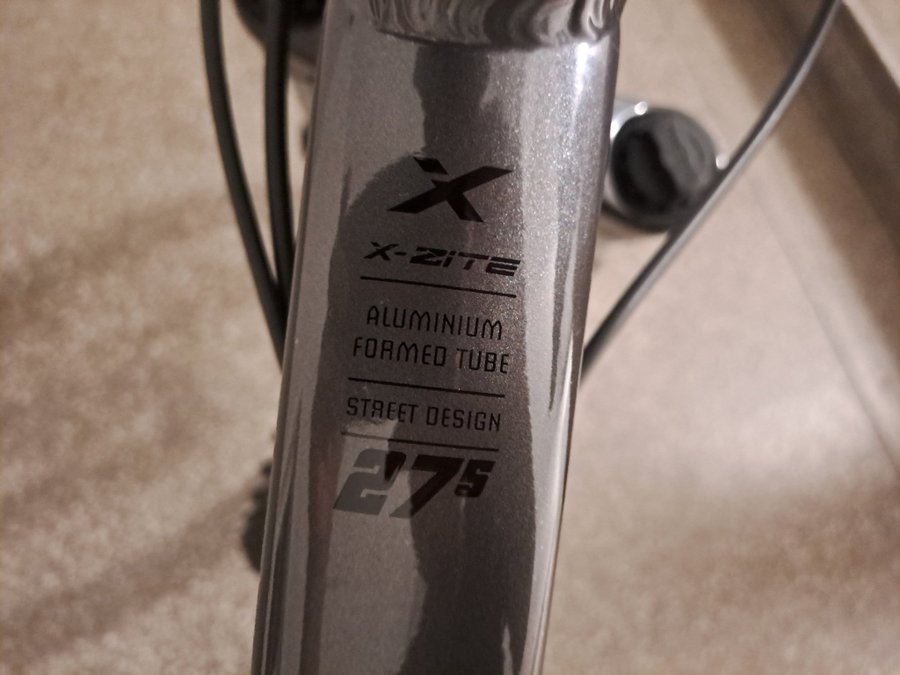 X
X-ZITE
ALUMINIUM
FORMED TUBE
STREET DESIGN
27⁵